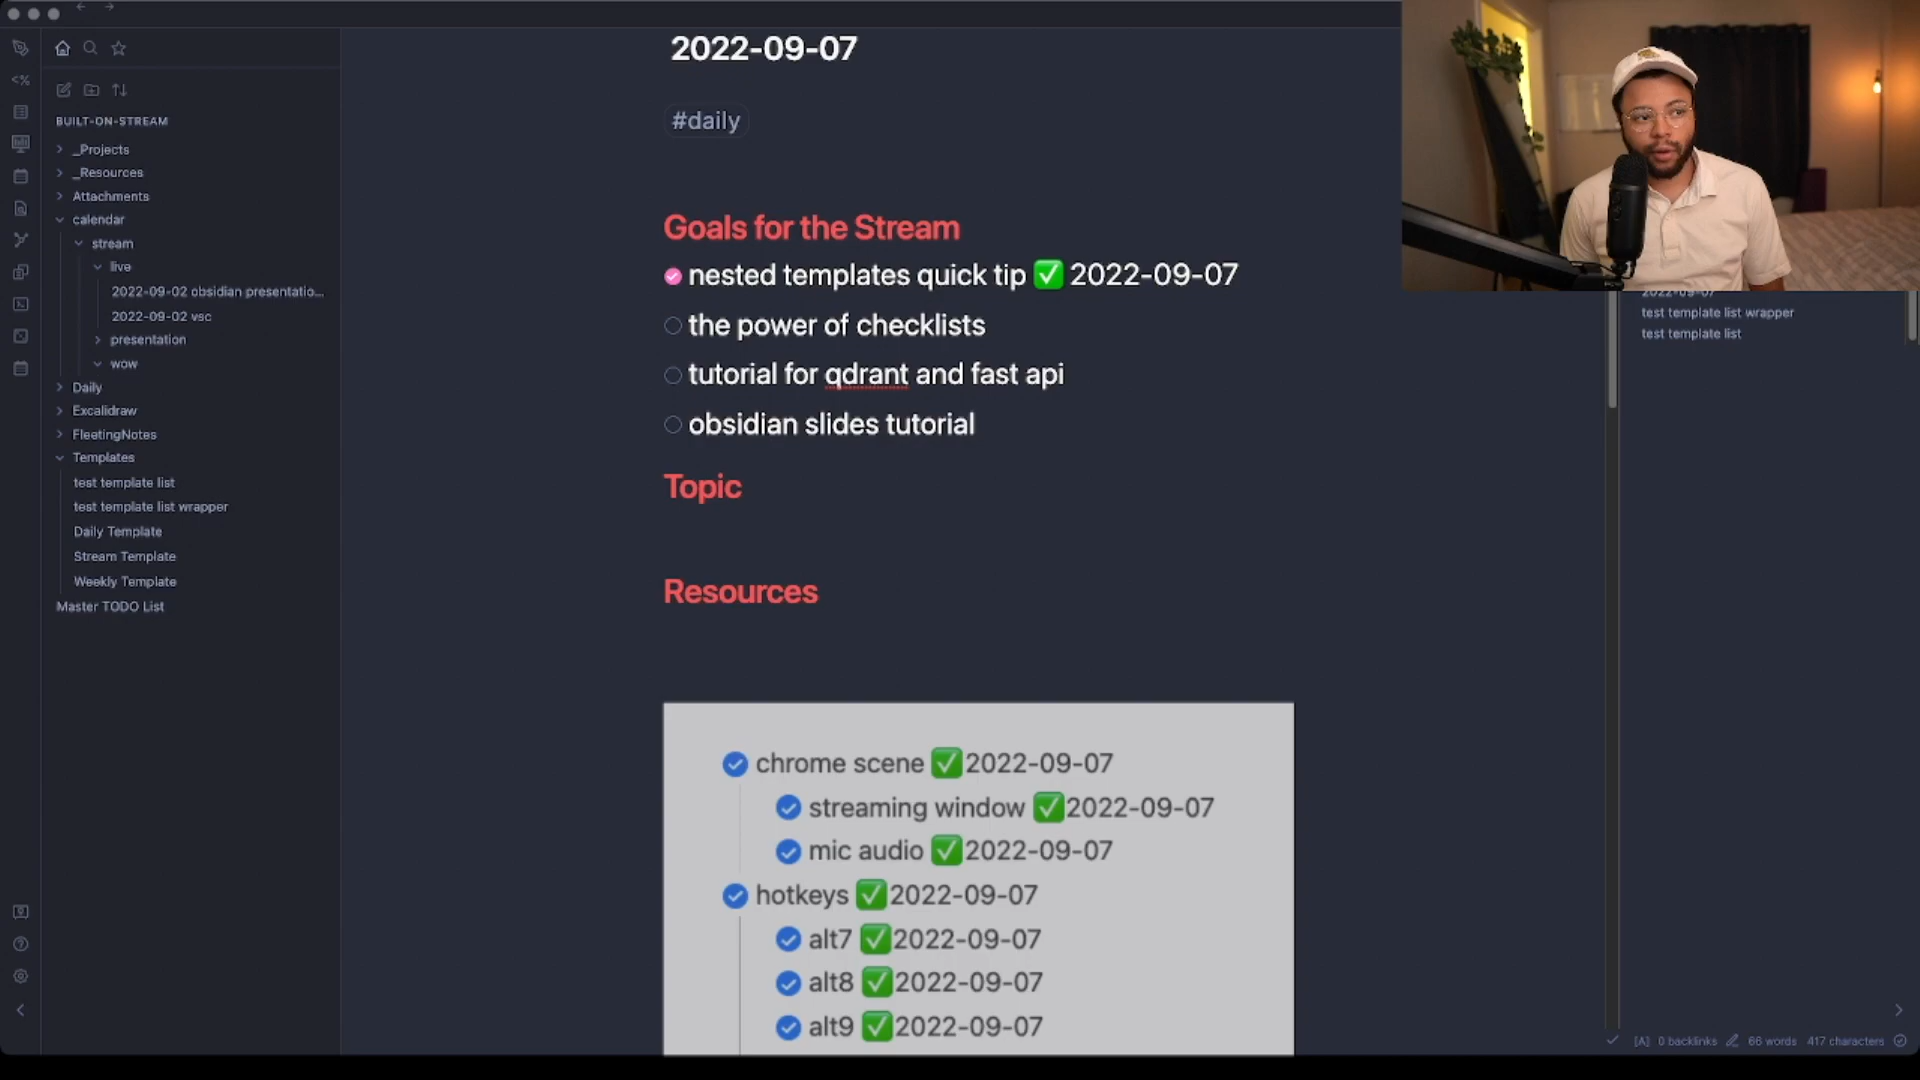 2022-09-07
#daily
BUILT-ON-STREAM
_Projects
_Resources
Attachments
calendar
stream
live
2022-09-02 obsidian presentatio...
2022-09-02 vsc
presentation
wow
Daily
Excalidraw
FleetingNotes
Templates
test template list
test template list wrapper
Daily Template
Stream Template
Weekly Template
Master TODO List
Goals for the Stream
nested templates quick tip ✅ 2022-09-07
the power of checklists
tutorial for qdrant and fast api
obsidian slides tutorial
Topic
Resources
chrome scene ✅ 2022-09-07
streaming window ✅ 2022-09-07
mic audio ✅ 2022-09-07
hotkeys ✅ 2022-09-07
alt7 ✅ 2022-09-07
alt8 ✅ 2022-09-07
alt9 ✅ 2022-09-07
2022-09-07
test template list wrapper
test template list
[A] 0 backlinks 66 words 417 characters